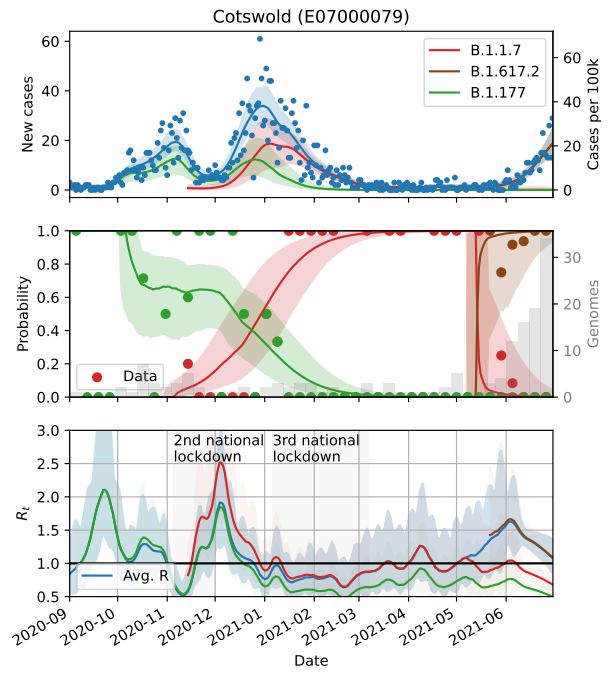 Cotswold (E07000079)
60
40
20
0
New cases
B.1.1.7
B.1.617.2
B.1.177
60
40
20
0
Cases per 100k
1.0
0.8
0.6
0.4
0.2
0.0
Probability
Data
30
20
10
0
Genomes
3.0
2.5
2.0
1.5
1.0
0.5
Rt
2nd national
lockdown
3rd national
lockdown
Avg. R
2020-09
2020-10
2020-11
2020-12
2021-01
2021-02
2021-03
2021-04
2021-05
2021-06
Date